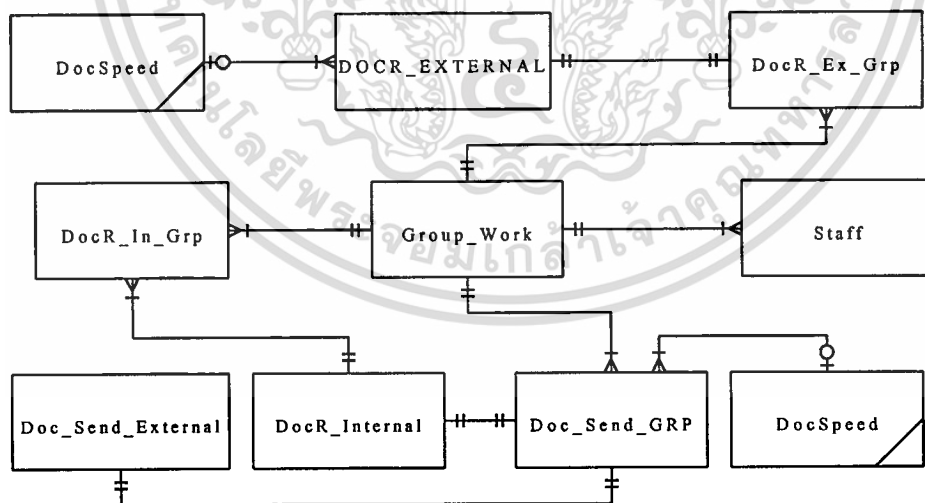 DocSpeed
DOCR_EXTERNAL
DocR_Ex_Grp
DocR_In_Grp
Group_Work
Staff
Doc_Send_External
DocR_Internal
Doc_Send_GRP
DocSpeed